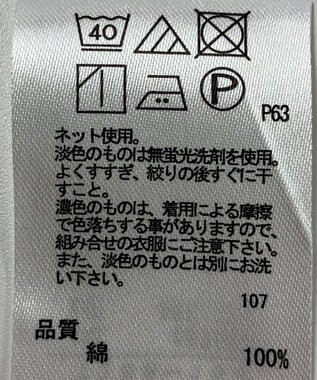 40
P
P63
ネット使用。
淡色のものは無蛍光洗剤を使用。
よくすすぎ、絞りの後すぐに干
すこと。
濃色のものは、着用による摩擦
で色落ちする事がありますので、
組み合せの衣服にご注意下さい。
また、淡色のものとは別にお洗
い下さい。
107
品質
綿 100%